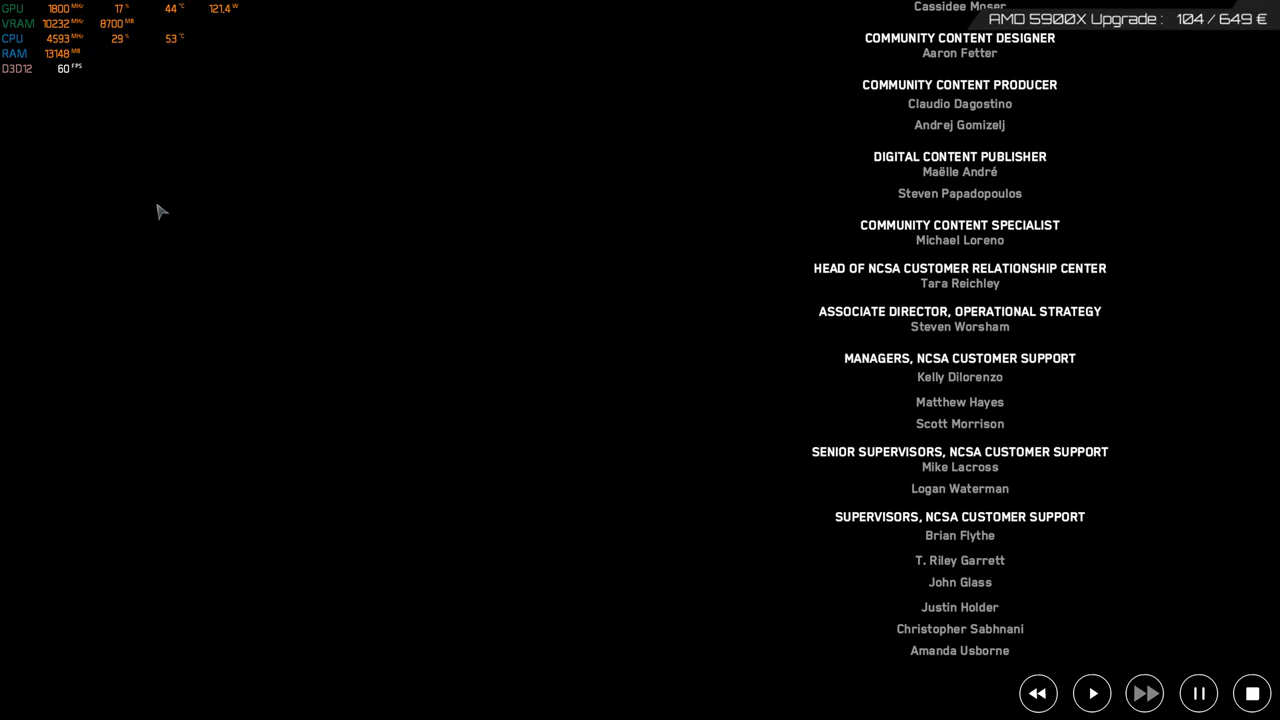 GPU 1800 MHz 17 % 44 °C 121.4 W
VRAM 10232 MHz 8700 MB
CPU 4593 MHz 29 % 53 °C
RAM 13148 MB
D3D12 60 FPS
AMD 5900X Upgrade : 104 / 649 €
Cassidee Moser
COMMUNITY CONTENT DESIGNER
Aaron Fetter
COMMUNITY CONTENT PRODUCER
Claudio Dagostino
Andrej Gomizelj
DIGITAL CONTENT PUBLISHER
Maëlle André
Steven Papadopoulos
COMMUNITY CONTENT SPECIALIST
Michael Loreno
HEAD OF NCSA CUSTOMER RELATIONSHIP CENTER
Tara Reichley
ASSOCIATE DIRECTOR, OPERATIONAL STRATEGY
Steven Worsham
MANAGERS, NCSA CUSTOMER SUPPORT
Kelly Dilorenzo
Matthew Hayes
Scott Morrison
SENIOR SUPERVISORS, NCSA CUSTOMER SUPPORT
Mike Lacross
Logan Waterman
SUPERVISORS, NCSA CUSTOMER SUPPORT
Brian Flythe
T. Riley Garrett
John Glass
Justin Holder
Christopher Sabhnani
Amanda Usborne